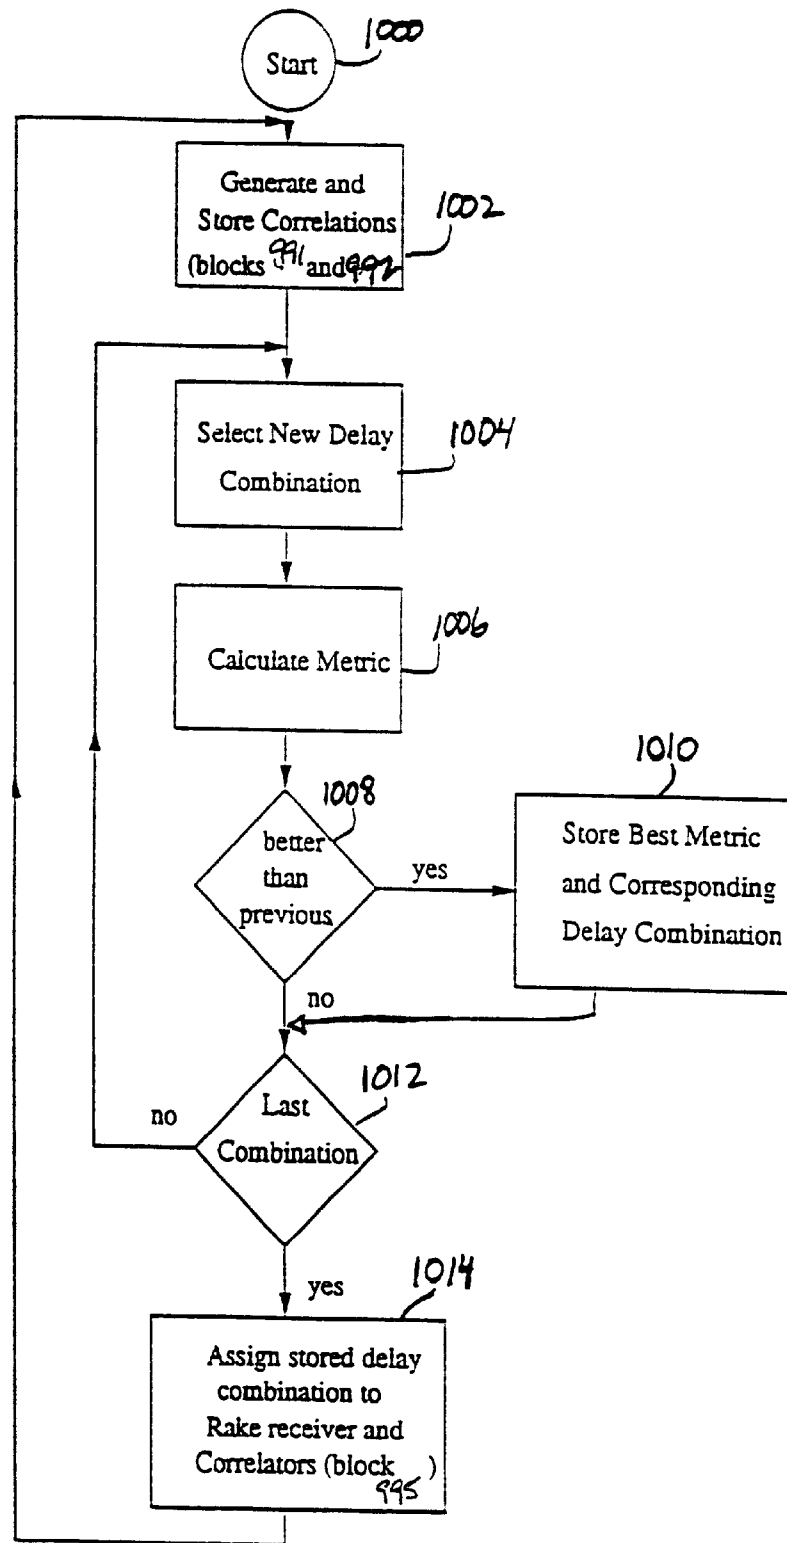 1000
Start
Generate and
Store Correlations
(blocks 991 and 992
1002
Select New Delay
Combination
1004
Calculate Metric
1006
1008
better
than
previous
yes
no
1010
Store Best Metric
and Corresponding
Delay Combination
1012
Last
Combination
no
yes
1014
Assign stored delay
combination to
Rake receiver and
Correlators (block 995)